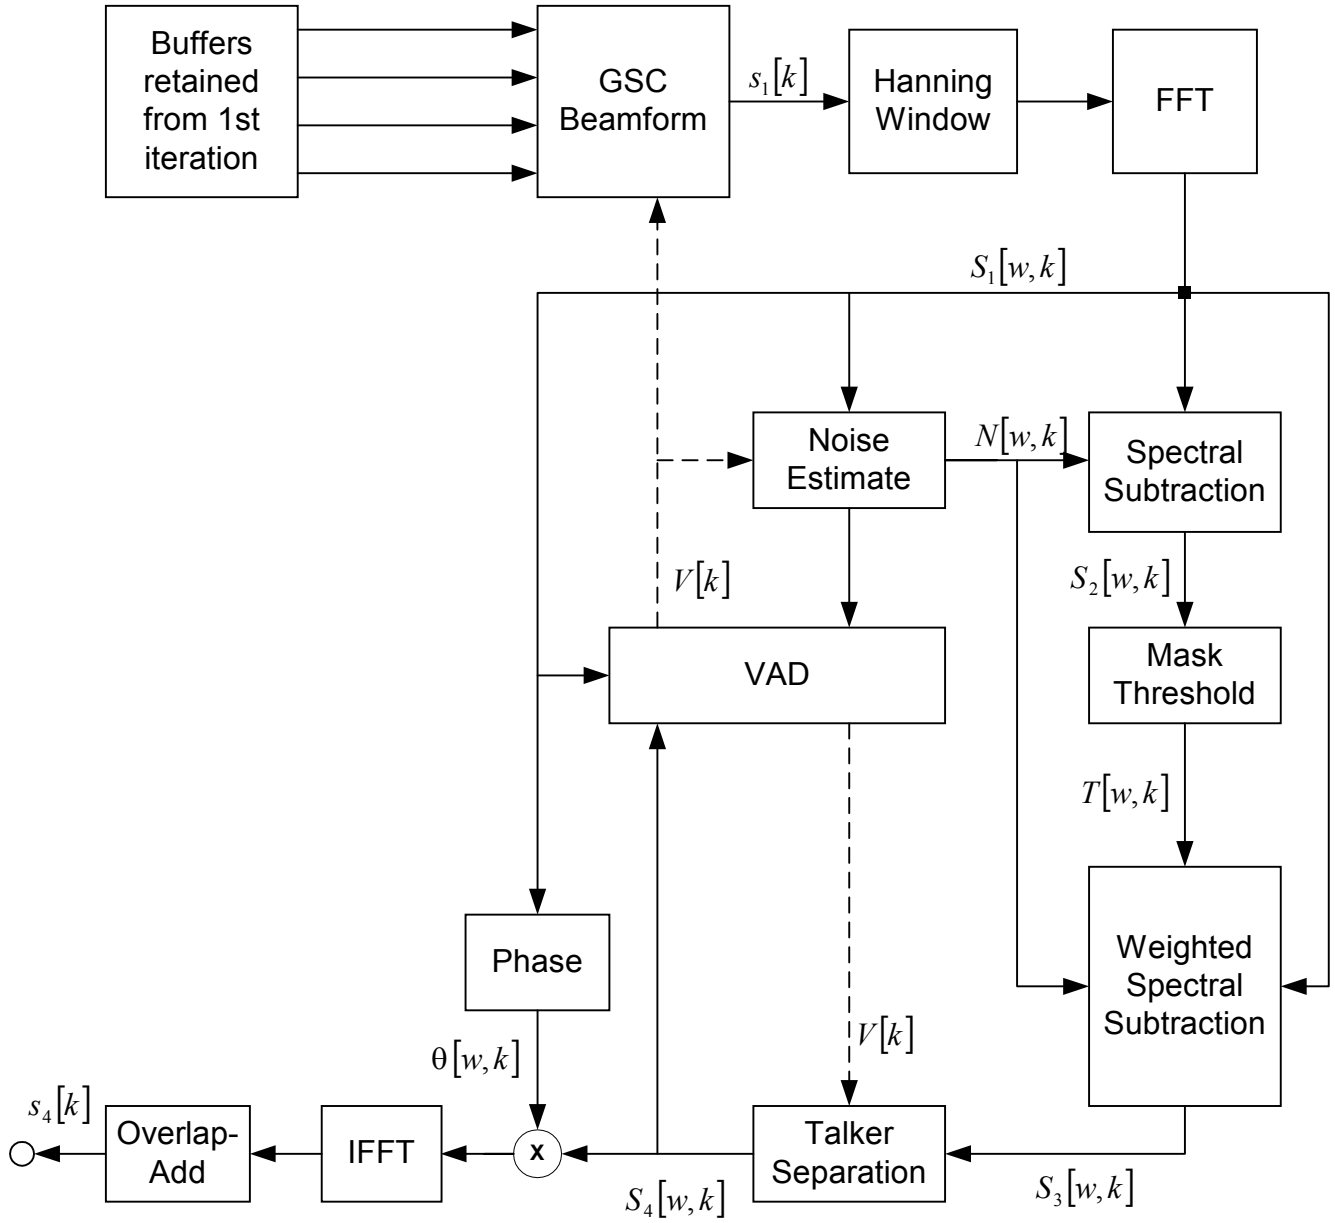 Buffers
retained
from 1st
iteration
GSC
Beamform
s₁[k]
Hanning
Window
FFT
S₁[w,k]
Noise
Estimate
N[w,k]
Spectral
Subtraction
V[k]
S₂[w,k]
VAD
Mask
Threshold
T[w,k]
Phase
Weighted
Spectral
Subtraction
θ[w,k]
V[k]
s₄[k]
Overlap-
Add
IFFT
x
Talker
Separation
S₄[w,k]
S₃[w,k]